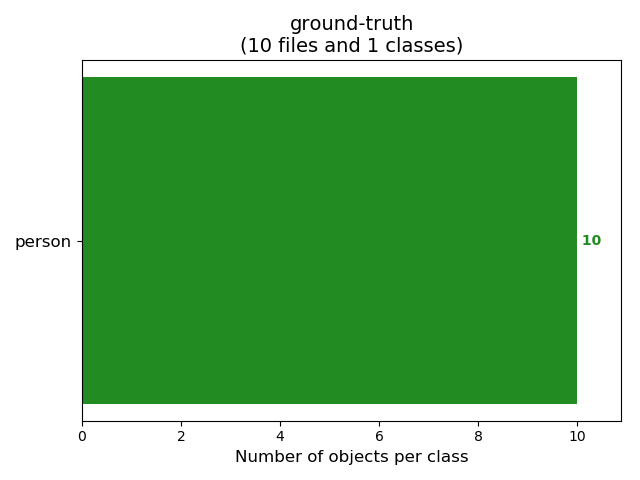 ground-truth
(10 files and 1 classes)
person
10
0 2 4 6 8 10
Number of objects per class